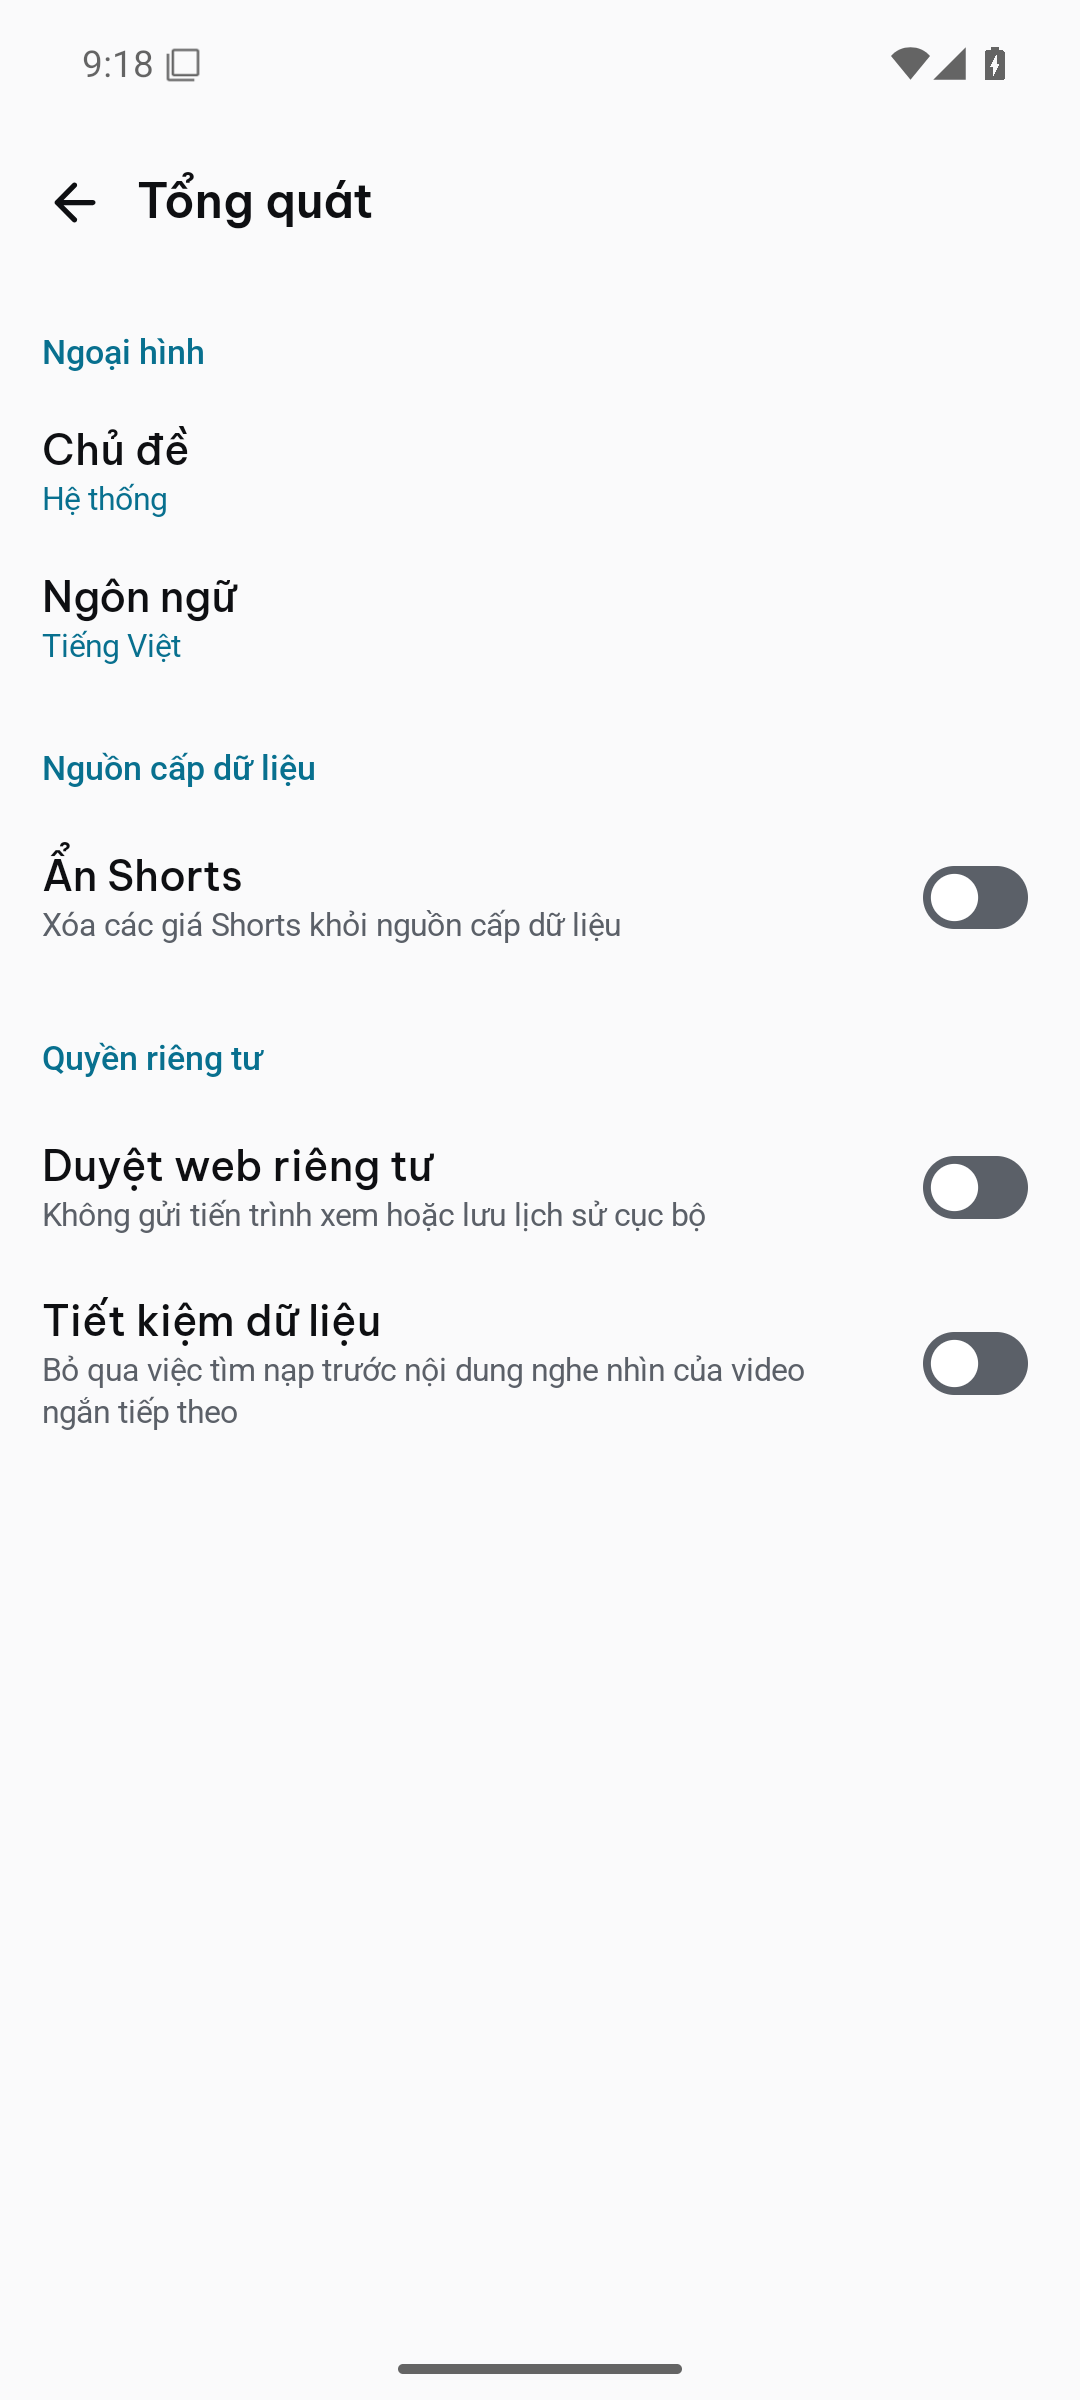 9:18
Tổng quát
Ngoại hình
Chủ đề
Hệ thống
Ngôn ngữ
Tiếng Việt
Nguồn cấp dữ liệu
Ẩn Shorts
Xóa các giá Shorts khỏi nguồn cấp dữ liệu
Quyền riêng tư
Duyệt web riêng tư
Không gửi tiến trình xem hoặc lưu lịch sử cục bộ
Tiết kiệm dữ liệu
Bỏ qua việc tìm nạp trước nội dung nghe nhìn của video
ngắn tiếp theo